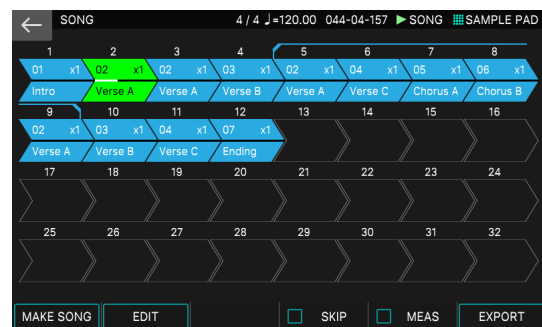 ← SONG 4 / 4 ♩=120.00 044-04-157 ▶ SONG SAMPLE PAD
1 2 3 4 5 6 7 8
01 x1 02 x1 02 x1 03 x1 02 x1 04 x1 05 x1 06 x1
Intro Verse A Verse A Verse B Verse A Verse C Chorus A Chorus B
9 10 11 12 13 14 15 16
02 x1 03 x1 04 x1 07 x1
Verse A Verse B Verse C Ending
17 18 19 20 21 22 23 24
25 26 27 28 29 30 31 32
MAKE SONG EDIT SKIP MEAS EXPORT